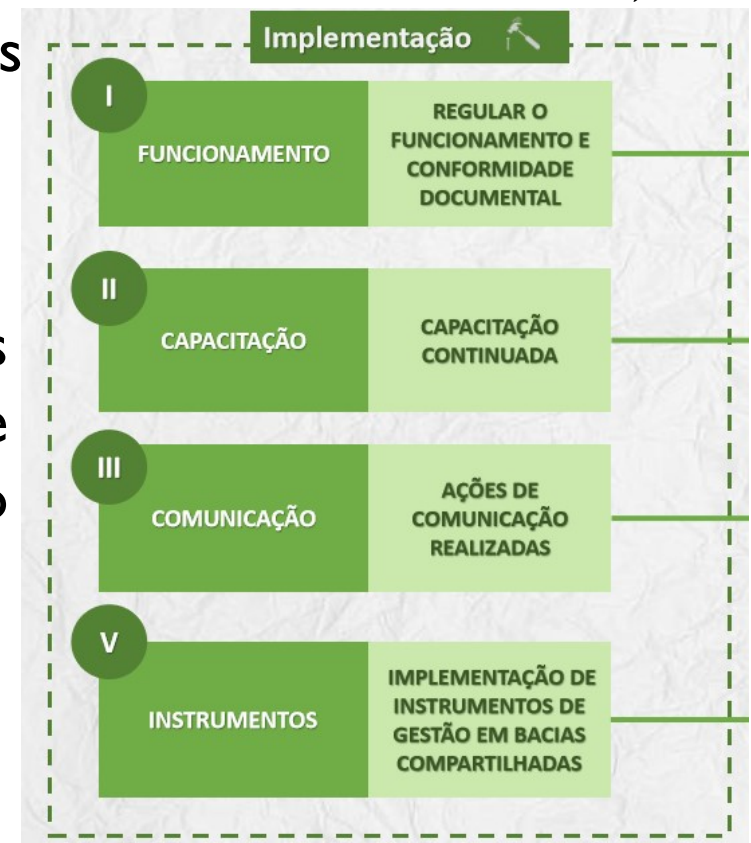 Implementação
s
I
FUNCIONAMENTO
REGULAR O
FUNCIONAMENTO E
CONFORMIDADE
DOCUMENTAL
II
CAPACITAÇÃO
CAPACITAÇÃO
CONTINUADA
s
e
III
COMUNICAÇÃO
AÇÕES DE
COMUNICAÇÃO
REALIZADAS
o
V
INSTRUMENTOS
IMPLEMENTAÇÃO DE
INSTRUMENTOS DE
GESTÃO EM BACIAS
COMPARTILHADAS